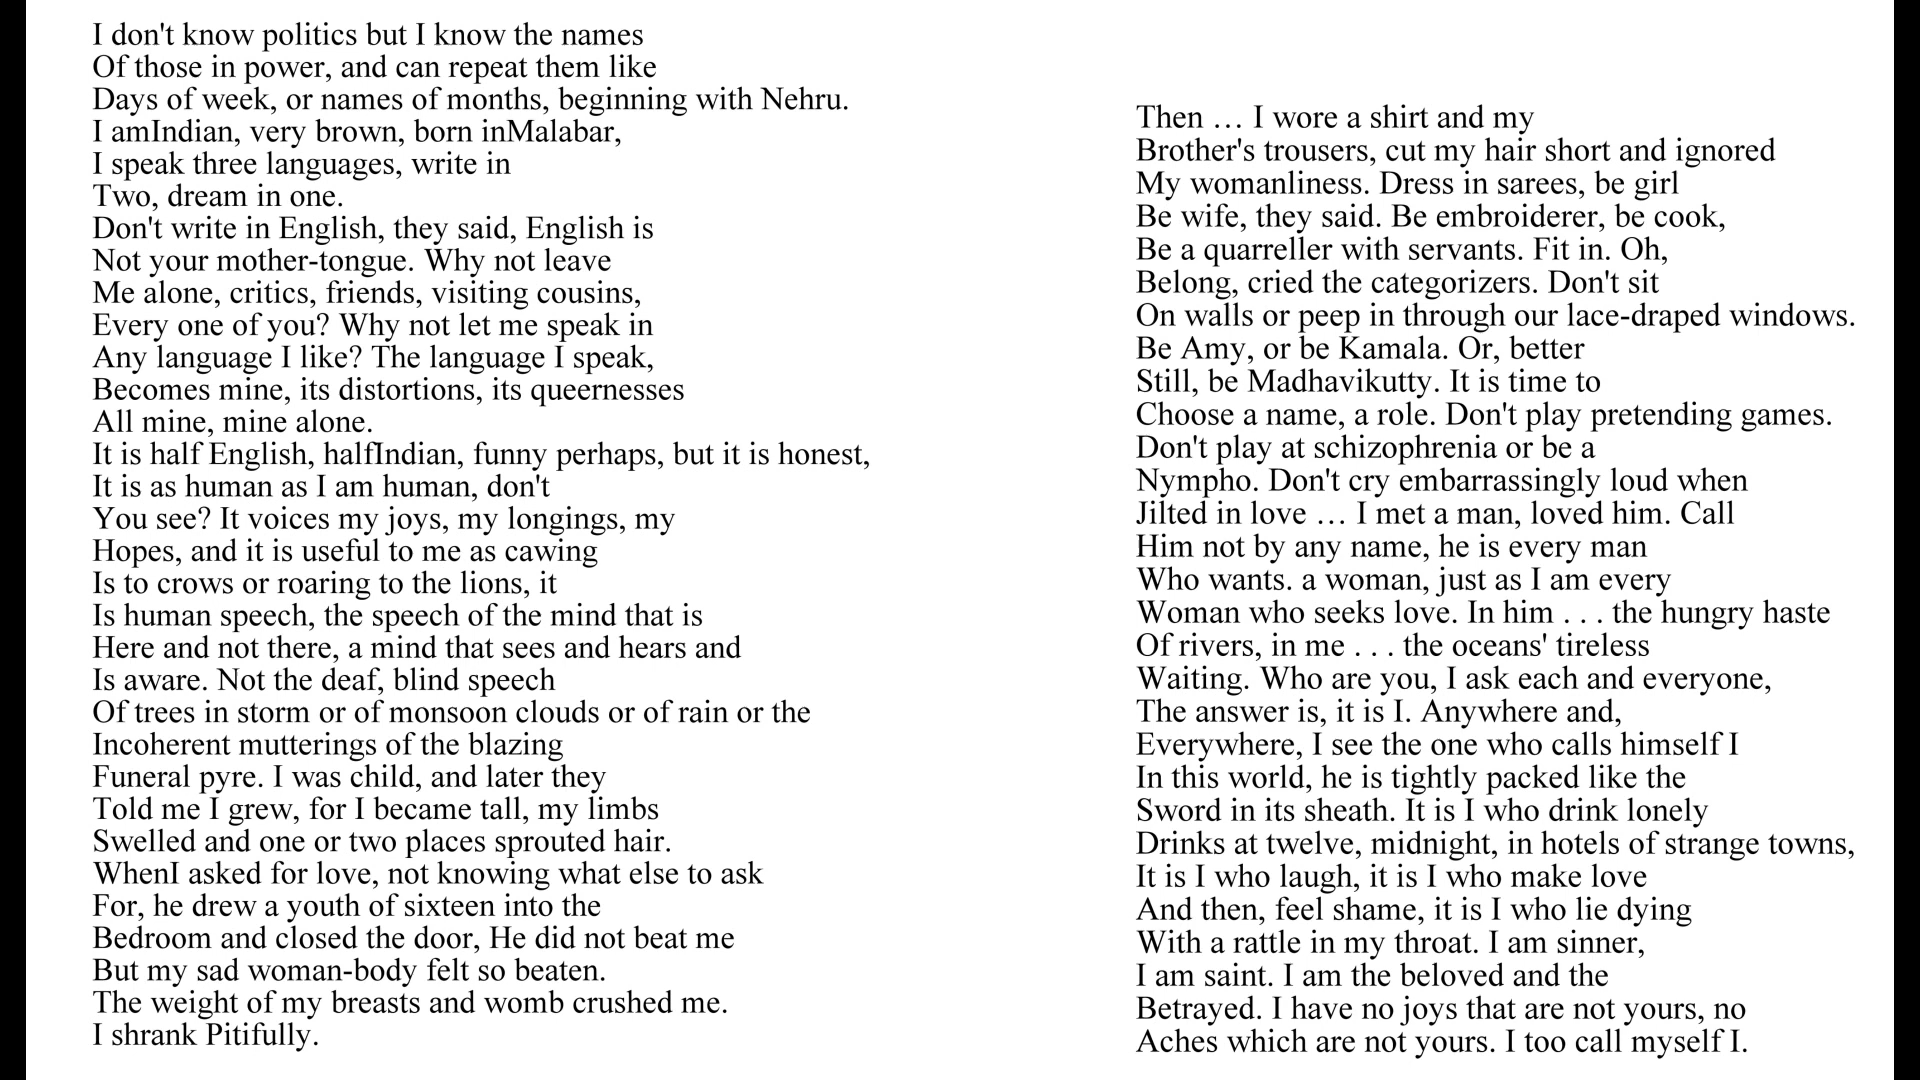 I don't know politics but I know the names
Of those in power, and can repeat them like
Days of week, or names of months, beginning with Nehru.
I amIndian, very brown, born inMalabar,
I speak three languages, write in
Two, dream in one.
Don't write in English, they said, English is
Not your mother-tongue. Why not leave
Me alone, critics, friends, visiting cousins,
Every one of you? Why not let me speak in
Any language I like? The language I speak,
Becomes mine, its distortions, its queernesses
All mine, mine alone.
It is half English, halfIndian, funny perhaps, but it is honest,
It is as human as I am human, don't
You see? It voices my joys, my longings, my
Hopes, and it is useful to me as cawing
Is to crows or roaring to the lions, it
Is human speech, the speech of the mind that is
Here and not there, a mind that sees and hears and
Is aware. Not the deaf, blind speech
Of trees in storm or of monsoon clouds or of rain or the
Incoherent mutterings of the blazing
Funeral pyre. I was child, and later they
Told me I grew, for I became tall, my limbs
Swelled and one or two places sprouted hair.
WhenI asked for love, not knowing what else to ask
For, he drew a youth of sixteen into the
Bedroom and closed the door, He did not beat me
But my sad woman-body felt so beaten.
The weight of my breasts and womb crushed me.
I shrank Pitifully.
Then … I wore a shirt and my
Brother's trousers, cut my hair short and ignored
My womanliness. Dress in sarees, be girl
Be wife, they said. Be embroiderer, be cook,
Be a quarreller with servants. Fit in. Oh,
Belong, cried the categorizers. Don't sit
On walls or peep in through our lace-draped windows.
Be Amy, or be Kamala. Or, better
Still, be Madhavikutty. It is time to
Choose a name, a role. Don't play pretending games.
Don't play at schizophrenia or be a
Nympho. Don't cry embarrassingly loud when
Jilted in love … I met a man, loved him. Call
Him not by any name, he is every man
Who wants. a woman, just as I am every
Woman who seeks love. In him . . . the hungry haste
Of rivers, in me . . . the oceans' tireless
Waiting. Who are you, I ask each and everyone,
The answer is, it is I. Anywhere and,
Everywhere, I see the one who calls himself I
In this world, he is tightly packed like the
Sword in its sheath. It is I who drink lonely
Drinks at twelve, midnight, in hotels of strange towns,
It is I who laugh, it is I who make love
And then, feel shame, it is I who lie dying
With a rattle in my throat. I am sinner,
I am saint. I am the beloved and the
Betrayed. I have no joys that are not yours, no
Aches which are not yours. I too call myself I.